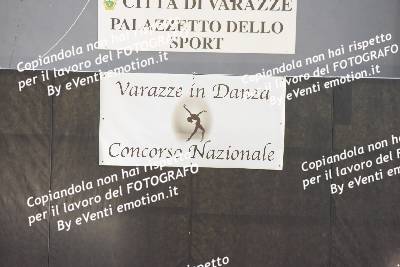 CITTÀ DI VARAZZE
PALAZZETTO DELLO
SPORT
Varazze in Danza
Concorso Nazionale
Copiandola non hai rispetto
per il lavoro del FOTOGRAFO
By eVenti emotion.it
Copiandola non hai rispetto
per il lavoro del FOTOGRAFO
By eVenti emotion.it
Copiandola non hai rispetto
per il lavoro del FOTOGRAFO
By eVenti emotion.it
Copiandola non hai rispetto
per il lavoro del FOTOGRAFO
By eVenti emotion.it
rispetto